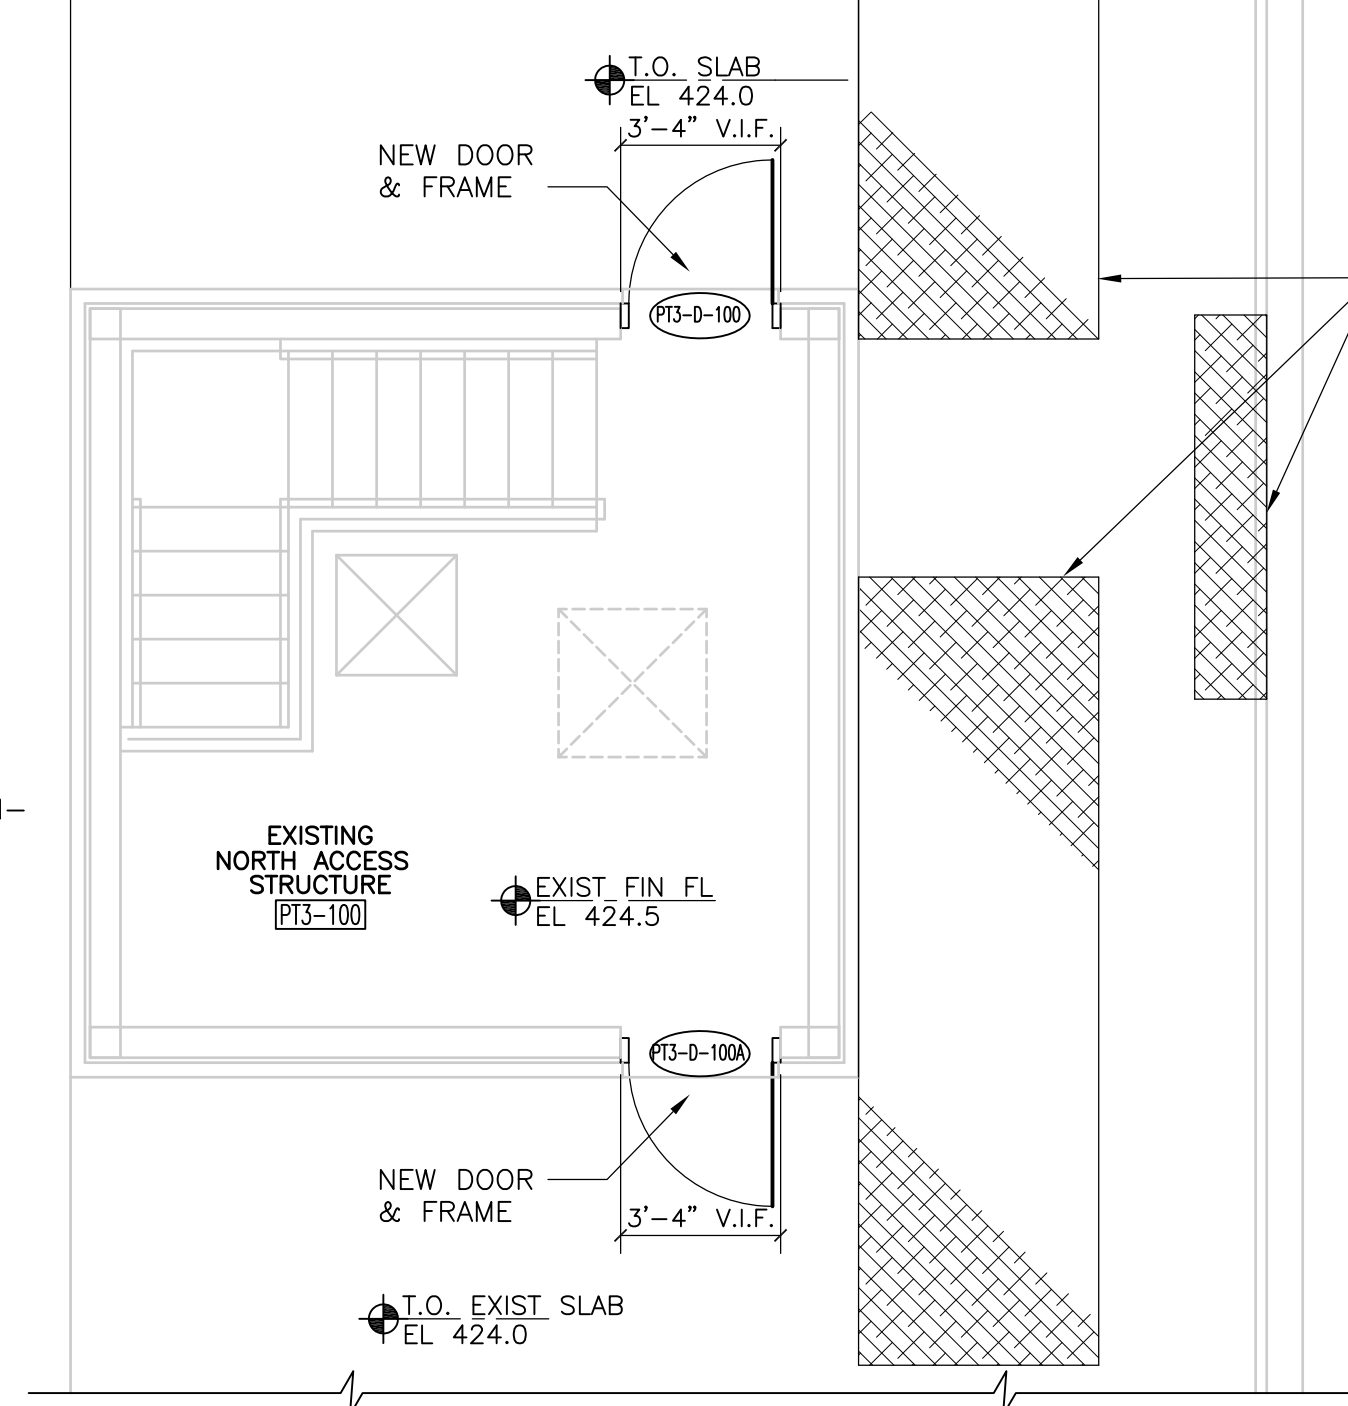 T.O. SLAB
EL 424.0
3'-4" V.I.F.
NEW DOOR
& FRAME
PT3-D-100
EXISTING
NORTH ACCESS
STRUCTURE
PT3-100
EXIST FIN FL
EL 424.5
PT3-D-100A
NEW DOOR
& FRAME
3'-4" V.I.F.
T.O. EXIST SLAB
EL 424.0